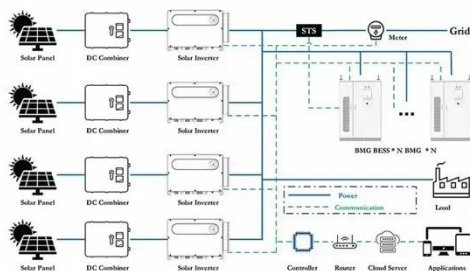 STS
Meter
Grid
Solar Panel
DC Combiner
Solar Inverter
Solar Panel
DC Combiner
Solar Inverter
BMG BESS * N BMG * N
Solar Panel
DC Combiner
Solar Inverter
Power
Communication
Load
Solar Panel
DC Combiner
Solar Inverter
Controller
Router
Cloud Server
Applications